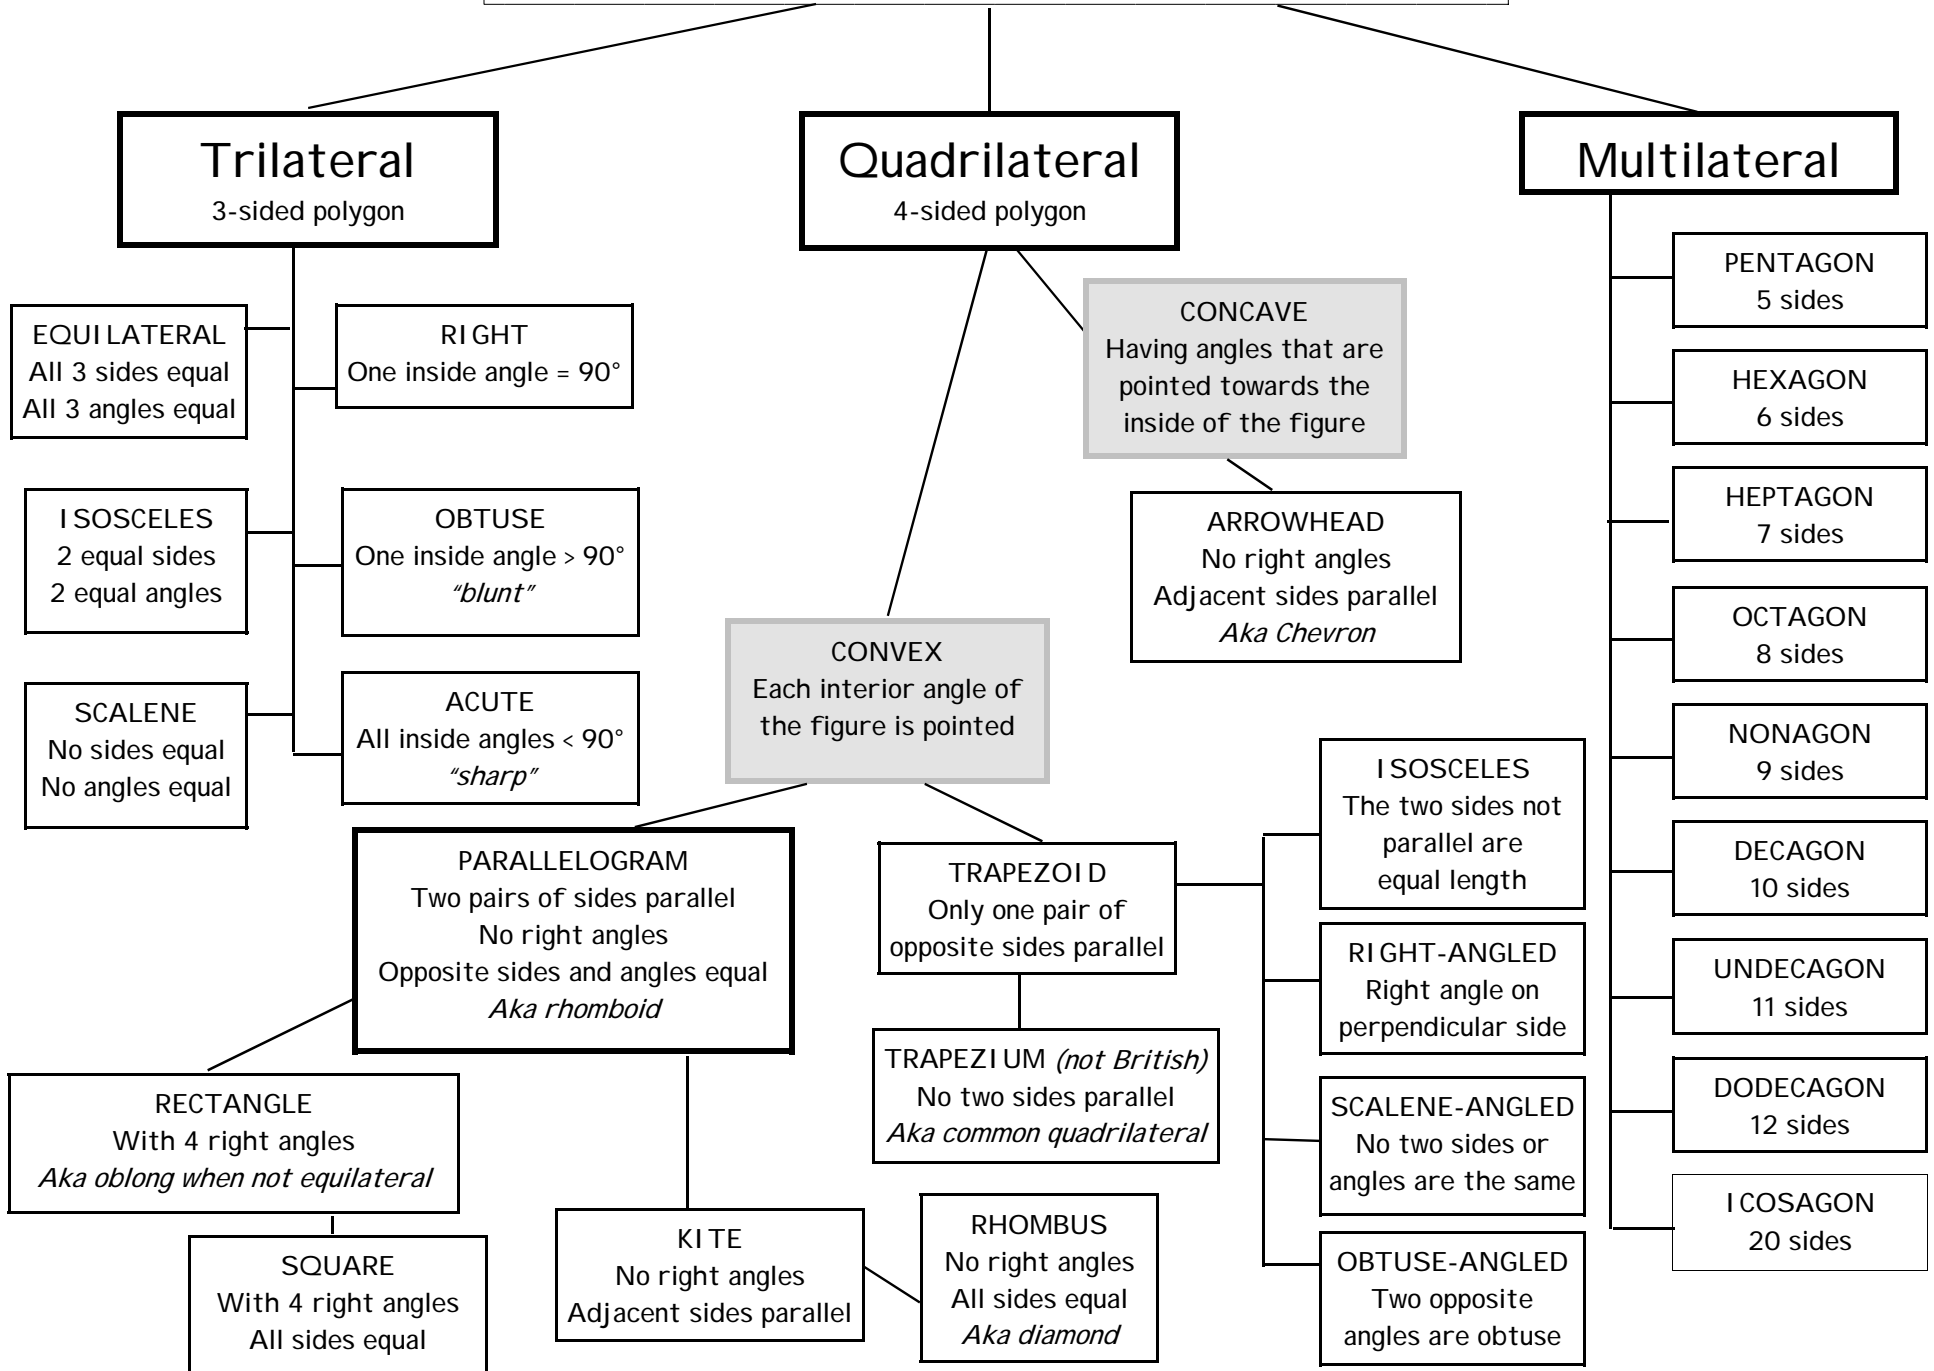 Trilateral
3-sided polygon
Quadrilateral
4-sided polygon
Multilateral
EQUILATERAL
All 3 sides equal
All 3 angles equal
RIGHT
One inside angle = 90°
ISOSCELES
2 equal sides
2 equal angles
OBTUSE
One inside angle > 90°
“blunt”
SCALENE
No sides equal
No angles equal
ACUTE
All inside angles < 90°
“sharp”
CONCAVE
Having angles that are
pointed towards the
inside of the figure
ARROWHEAD
No right angles
Adjacent sides parallel
Aka Chevron
CONVEX
Each interior angle of
the figure is pointed
PARALLELOGRAM
Two pairs of sides parallel
No right angles
Opposite sides and angles equal
Aka rhomboid
RECTANGLE
With 4 right angles
Aka oblong when not equilateral
SQUARE
With 4 right angles
All sides equal
KITE
No right angles
Adjacent sides parallel
RHOMBUS
No right angles
All sides equal
Aka diamond
TRAPEZOID
Only one pair of
opposite sides parallel
TRAPEZIUM (not British)
No two sides parallel
Aka common quadrilateral
ISOSCELES
The two sides not
parallel are
equal length
RIGHT-ANGLED
Right angle on
perpendicular side
SCALENE-ANGLED
No two sides or
angles are the same
OBTUSE-ANGLED
Two opposite
angles are obtuse
PENTAGON
5 sides
HEXAGON
6 sides
HEPTAGON
7 sides
OCTAGON
8 sides
NONAGON
9 sides
DECAGON
10 sides
UNDECAGON
11 sides
DODECAGON
12 sides
ICOSAGON
20 sides